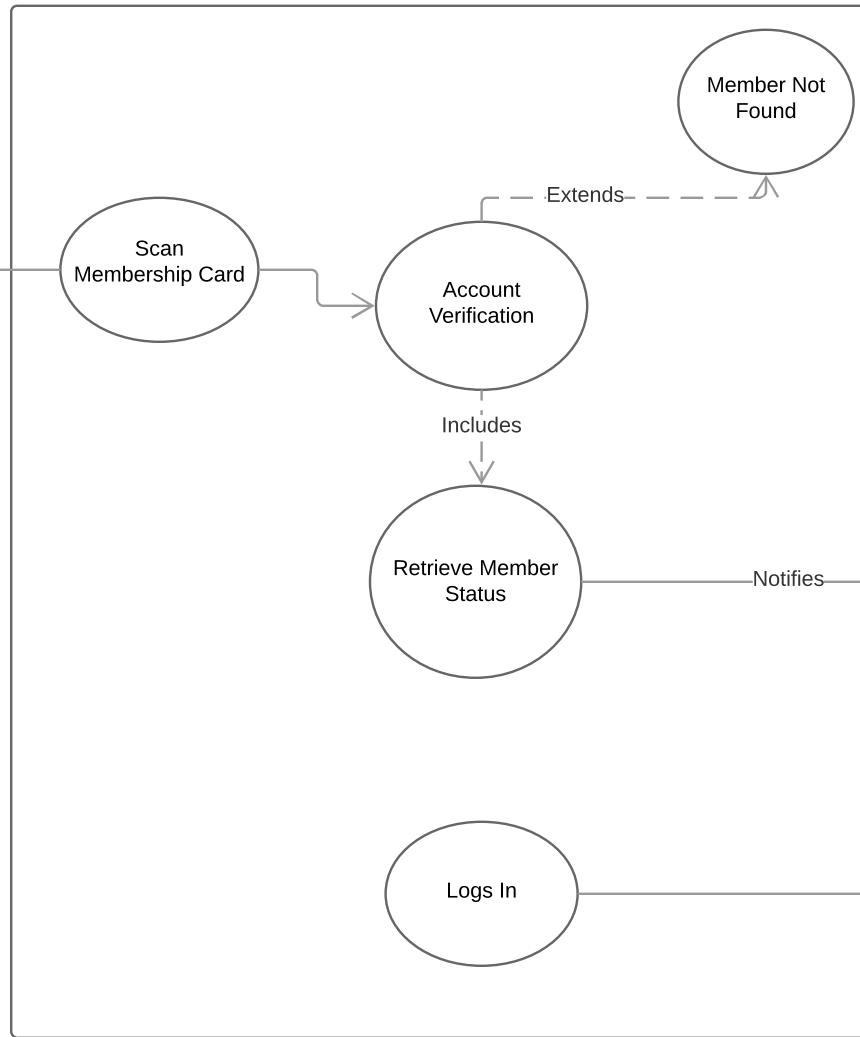 Member Not
Found
Extends
Scan
Membership Card
Account
Verification
Includes
Retrieve Member
Status
Notifies
Logs In